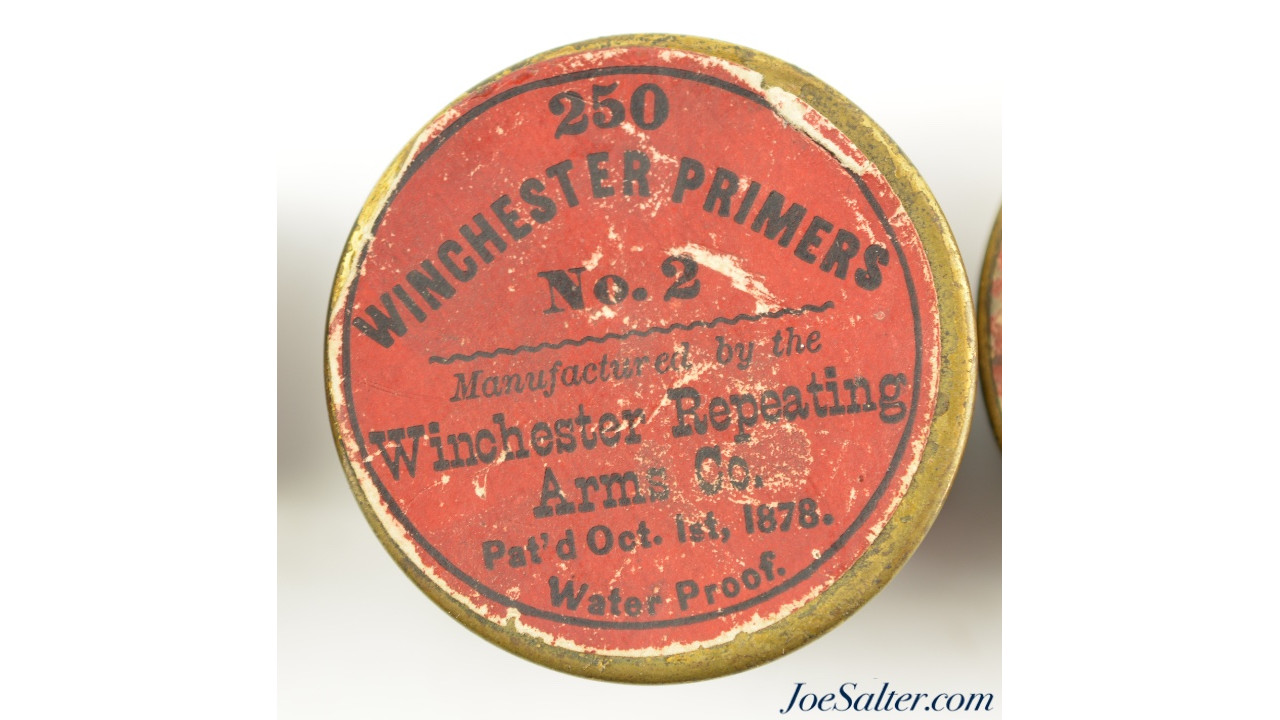 250
WINCHESTER PRIMERS
No. 2
Manufactured by the
Winchester Repeating
Arms Co.
Pat'd Oct. 1st, 1878.
Water Proof.
JoeSalter.com